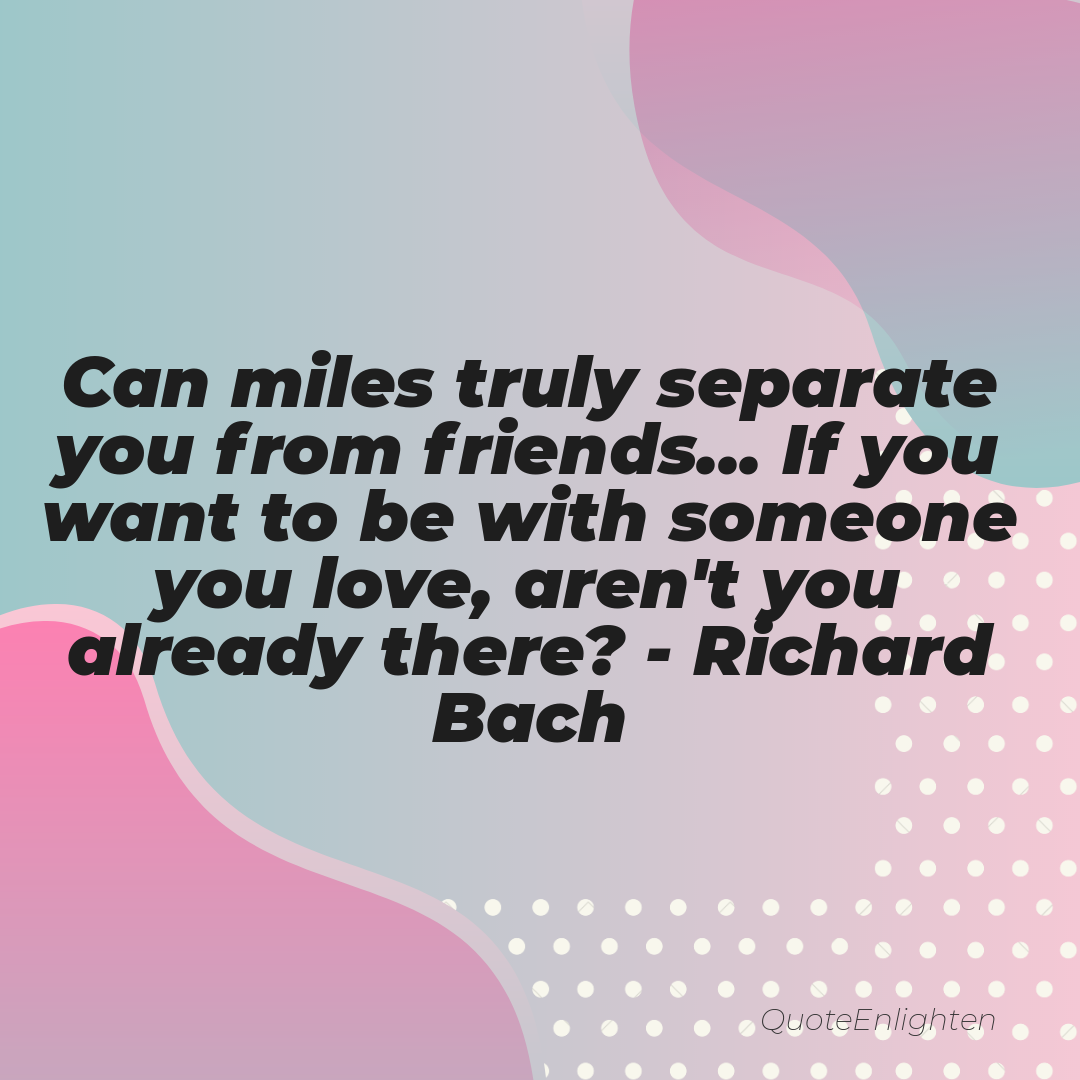 Can miles truly separate
you from friends... If you
want to be with someone
you love, aren't you
already there? - Richard
Bach
QuoteEnlighten